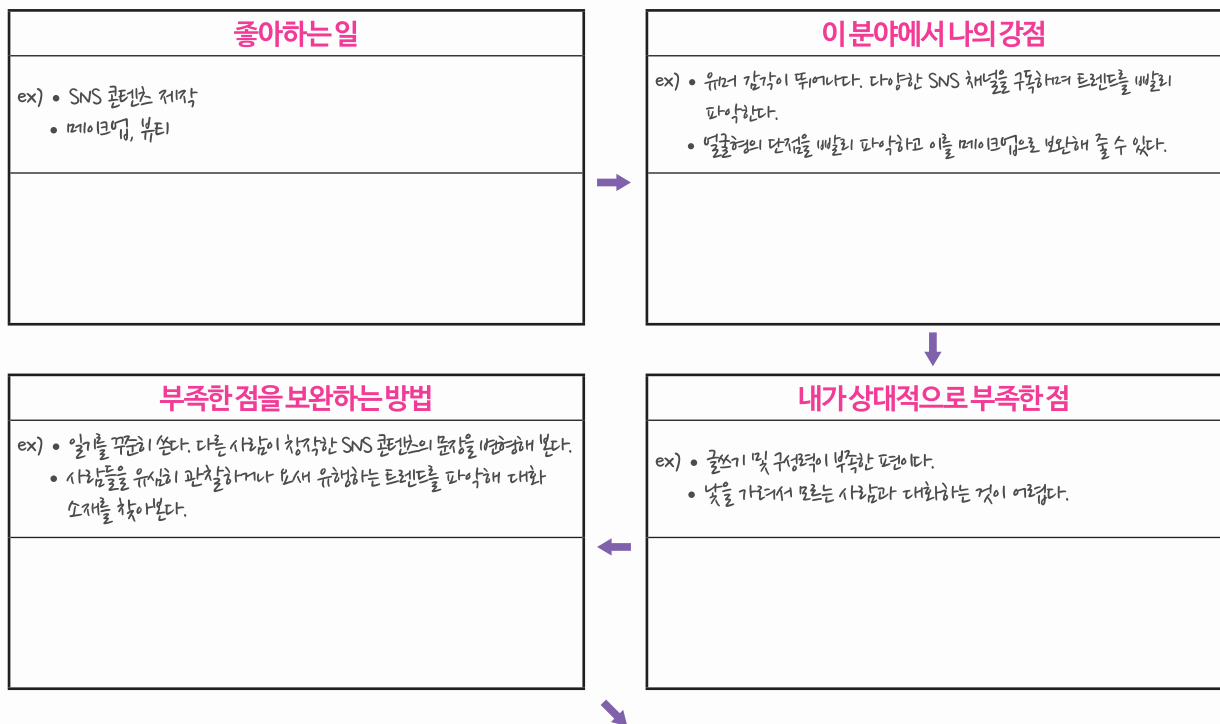 좋아하는 일
ex) • SNS 콘텐츠 제작
• 메이크업, 뷰티
이 분야에서 나의 강점
ex) • 유머 감각이 뛰어나다. 다양한 SNS 채널을 구독하며 트렌드를 빨리
파악한다.
• 얼굴형의 단점을 빨리 파악하고 이를 메이크업으로 보완해 줄 수 있다.
내가 상대적으로 부족한 점
ex) • 글쓰기 및 구성력이 부족한 편이다.
• 낯을 가려서 모르는 사람과 대화하는 것이 어렵다.
부족한 점을 보완하는 방법
ex) • 일기를 꾸준히 쓴다. 다른 사람이 창작한 SNS 콘텐츠의 문장을 변형해 본다.
• 사람들을 유심히 관찰하거나 요새 유행하는 트렌드를 파악해 대화
소재를 찾아본다.